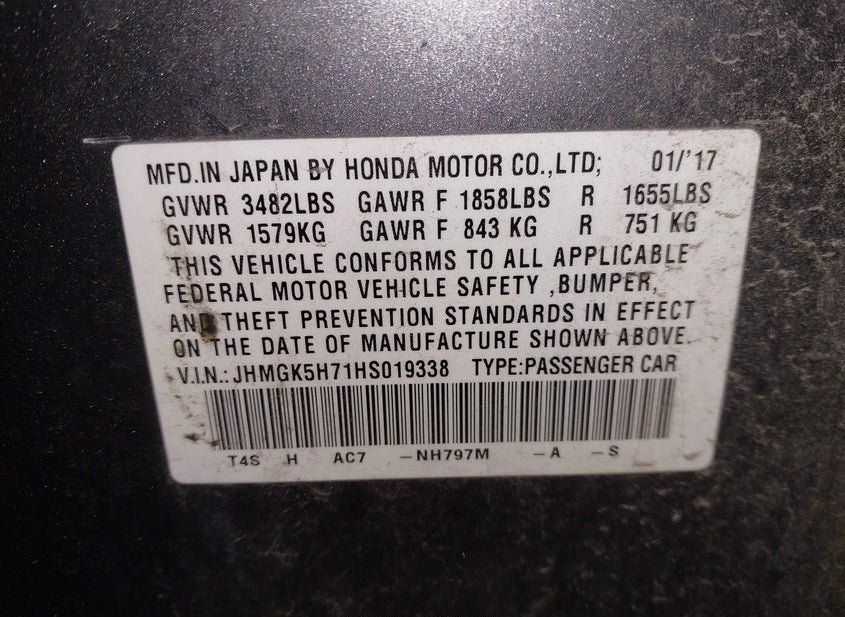 MFD.IN JAPAN BY HONDA MOTOR CO.,LTD; 01/'17
GVWR 3482LBS GAWR F 1858LBS R 1655LBS
GVWR 1579KG GAWR F 843 KG R 751 KG
THIS VEHICLE CONFORMS TO ALL APPLICABLE
FEDERAL MOTOR VEHICLE SAFETY ,BUMPER,
AND THEFT PREVENTION STANDARDS IN EFFECT
ON THE DATE OF MANUFACTURE SHOWN ABOVE.
V.I.N.: JHMGK5H71HS019338 TYPE:PASSENGER CAR
T4S H AC7 -NH797M -A -S